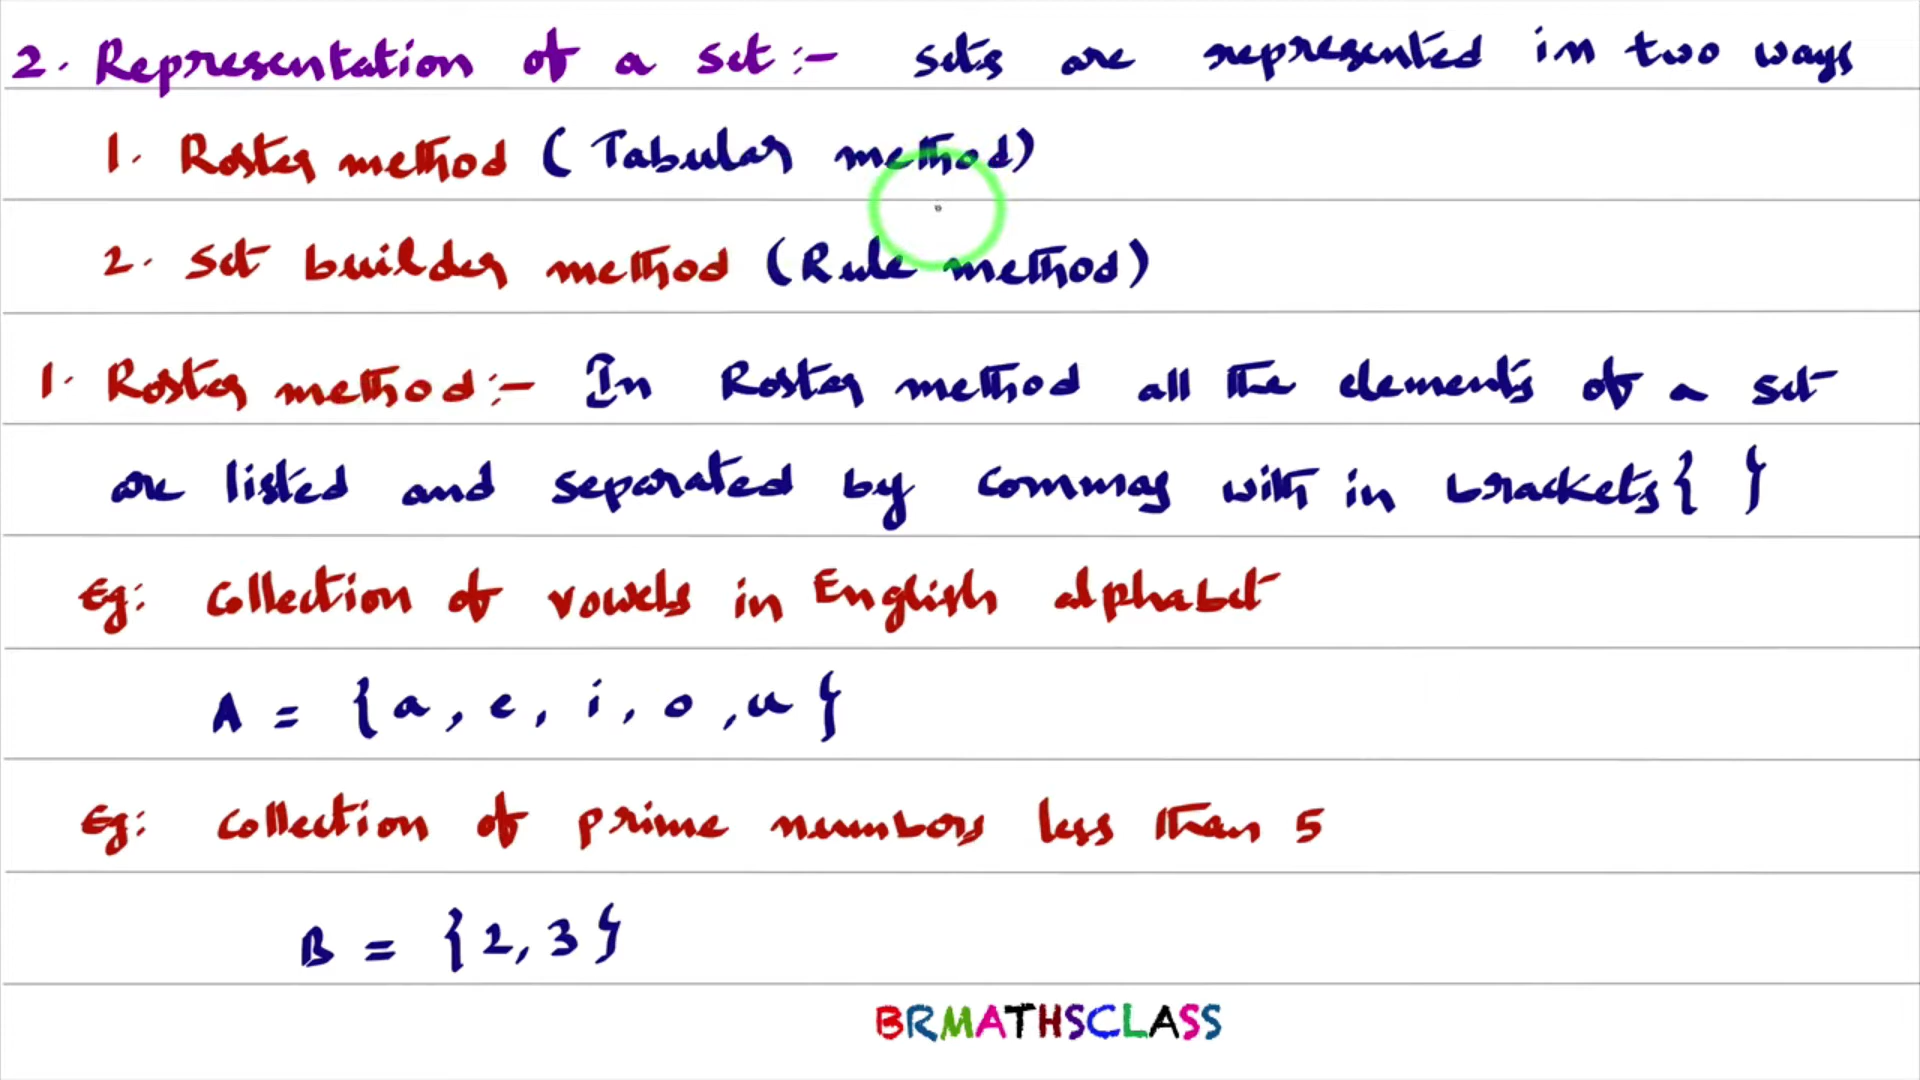 2. Representation of a set :- sets are represented in two ways
1. Roster method ( Tabular method)
2. Set builder method (Rule method)
1. Roster method :- In Roster method all the elements of a set
are listed and separated by commas with in brackets { }
Eg: collection of vowels in English alphabet
A = { a, e, i, o, u }
Eg: collection of prime numbers less than 5
B = { 2, 3 }
BRMATHSCLASS